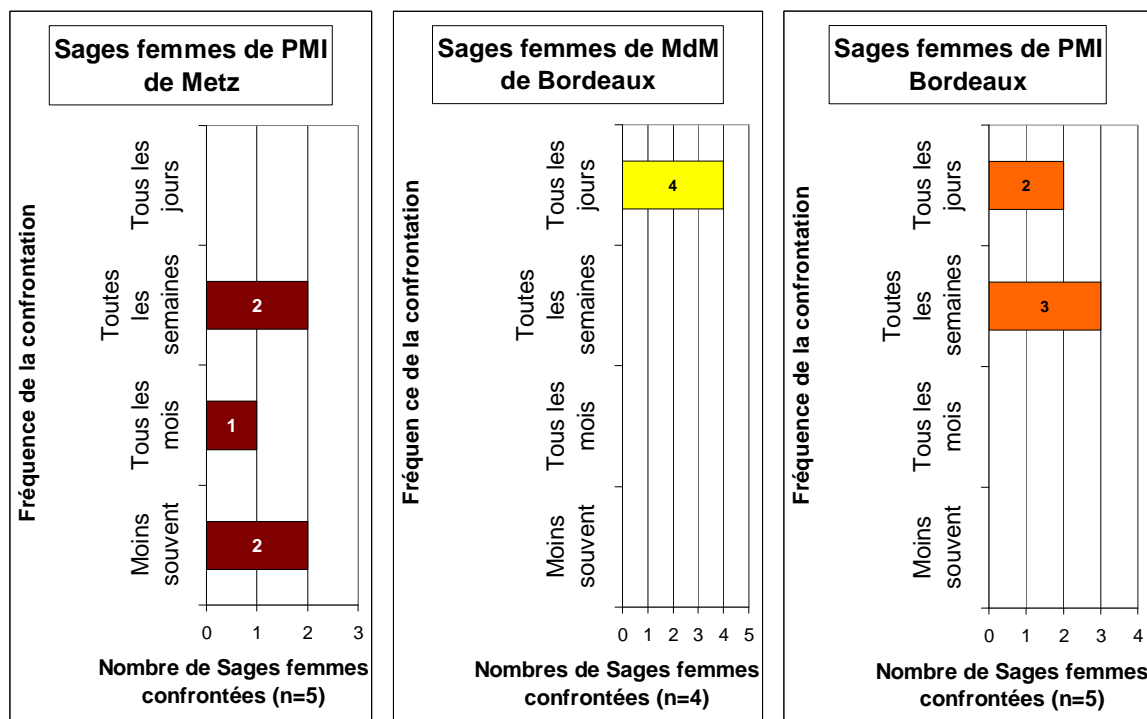 Sages femmes de PMI
de Metz
Fréquence de la confrontation
Tous les
jours
Toutes
les
semaines
Tous les
mois
Moins
souvent
2
1
2
0 1 2 3
Nombre de Sages femmes
confrontées (n=5)
Sages femmes de MdM
de Bordeaux
Fréquen ce de la confrontation
Tous les
jours
Toutes
les
semaines
Tous les
mois
Moins
souvent
4
0 1 2 3 4 5
Nombres de Sages femmes
confrontées (n=4)
Sages femmes de PMI
Bordeaux
Fréquence de la confrontation
Tous les
jours
Toutes
les
semaines
Tous les
mois
Moins
souvent
2
3
0 1 2 3 4
Nombre de Sages femmes
confrontées (n=5)